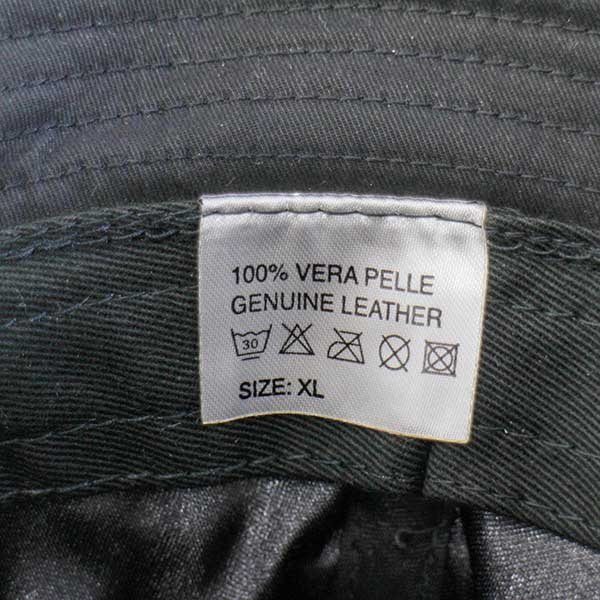 100% VERA PELLE
GENUINE LEATHER
30
SIZE: XL